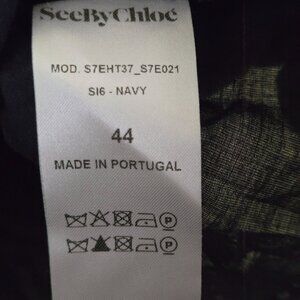 SeeByChloé
MOD. S7EHT37_S7E021
SI6 - NAVY
44
MADE IN PORTUGAL